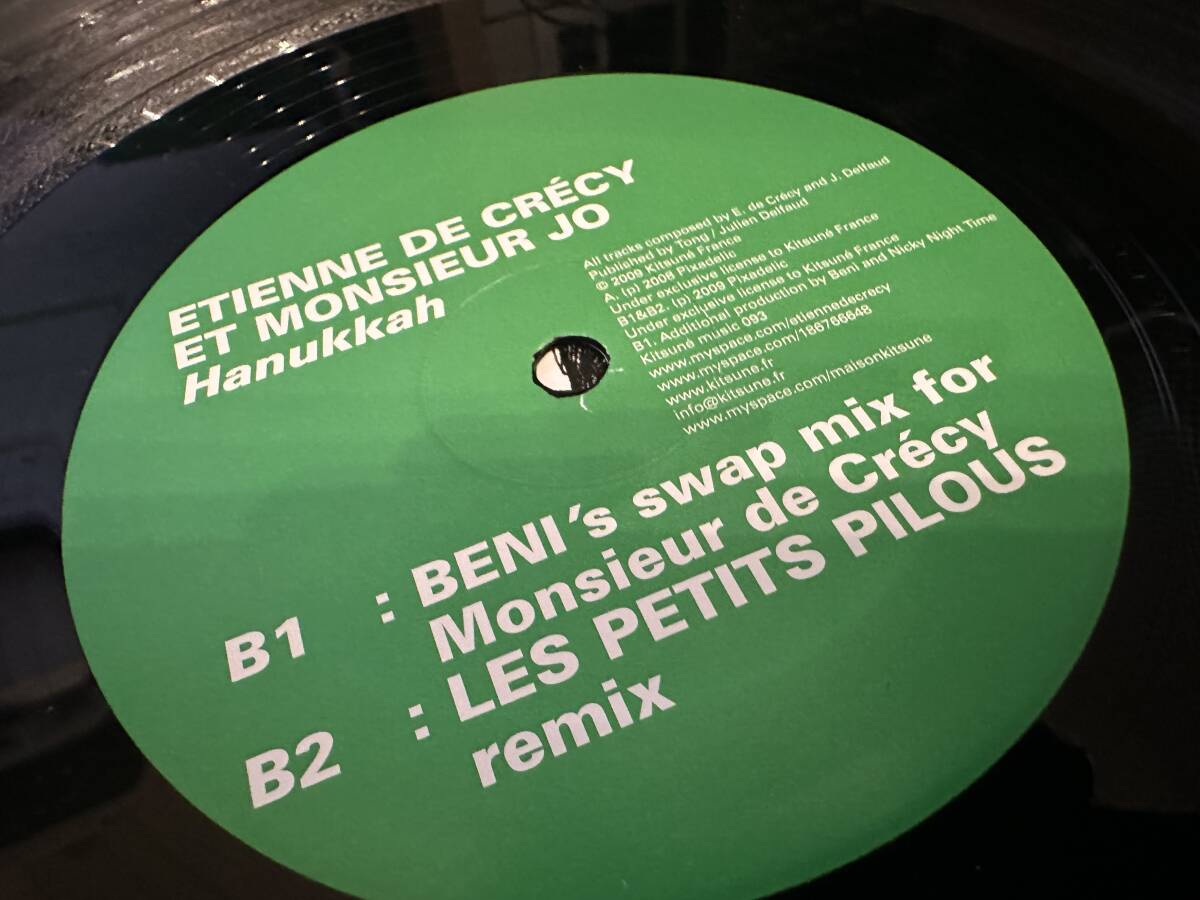 ETIENNE DE CRÉCY
ET MONSIEUR JO
Hanukkah
All tracks composed by E. de Crécy and J. Delfaud
Published by Tong / Julien Delfaud
© 2009 Kitsuné France
A. (p) 2008 Pixadelic
Under exclusive license to Kitsuné France
B1&B2. (p) 2009 Pixadelic
Under exclusive license to Kitsuné France
B1. Additional production by Beni and Nicky Night Time
Kitsuné music 093
www.myspace.com/etiennedecrecy
www.myspace.com/186766648
www.kitsune.fr
info@kitsune.fr
www.myspace.com/maisonkitsune
B1 : BENI's swap mix for
Monsieur de Crécy
B2 : LES PETITS PILOUS
remix